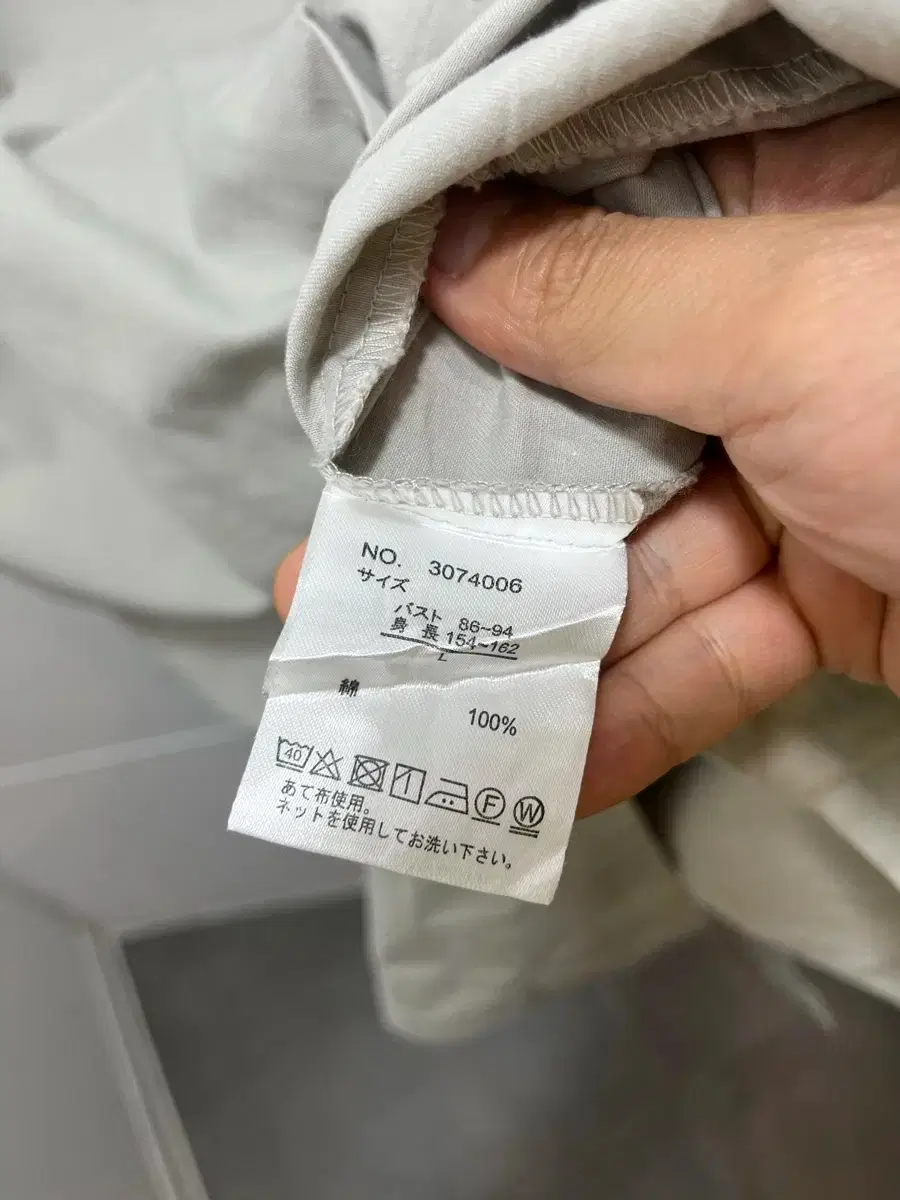 NO. 3074006
サイズ
バスト 86~94
身長 154~162
L
綿 100%
40
F W
あて布使用。
ネットを使用してお洗い下さい。